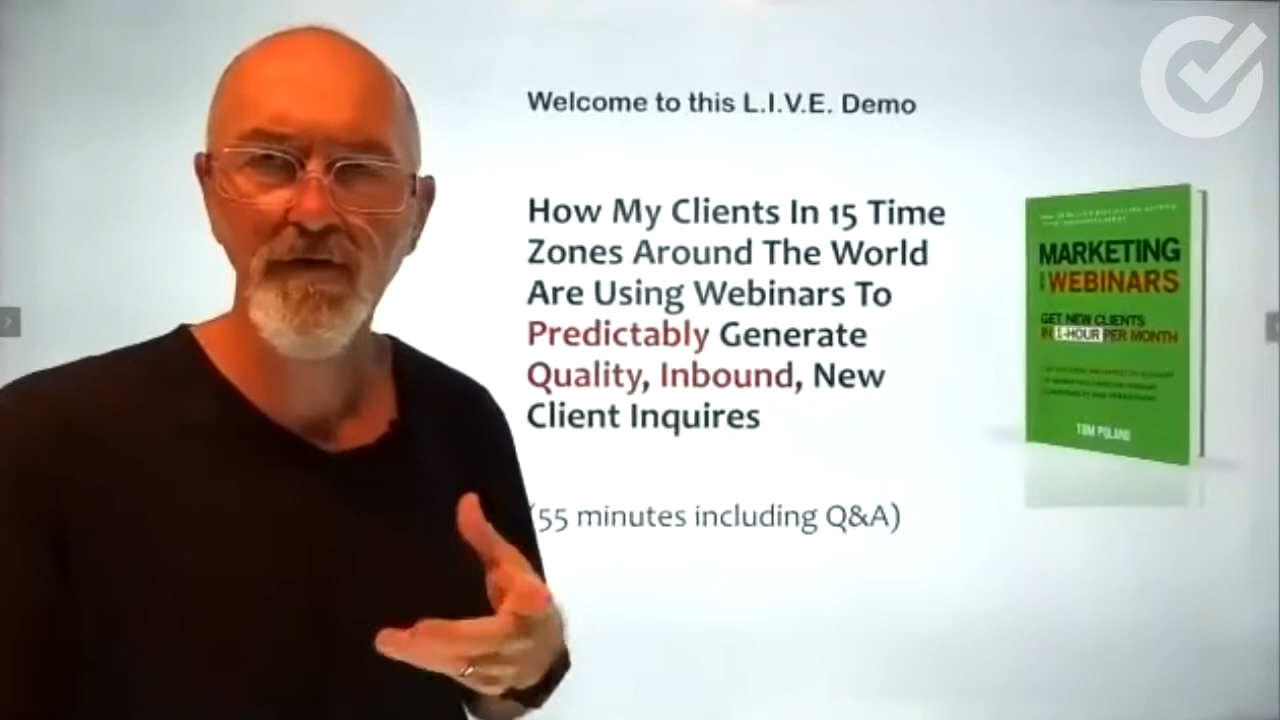 Welcome to this L.I.V.E. Demo
How My Clients In 15 Time
Zones Around The World
Are Using Webinars To
Predictably Generate
Quality, Inbound, New
Client Inquires
(55 minutes including Q&A)
MARKETING
WEBINARS
GET NEW CLIENTS
IN 1-HOUR PER MONTH
TOM POLAND